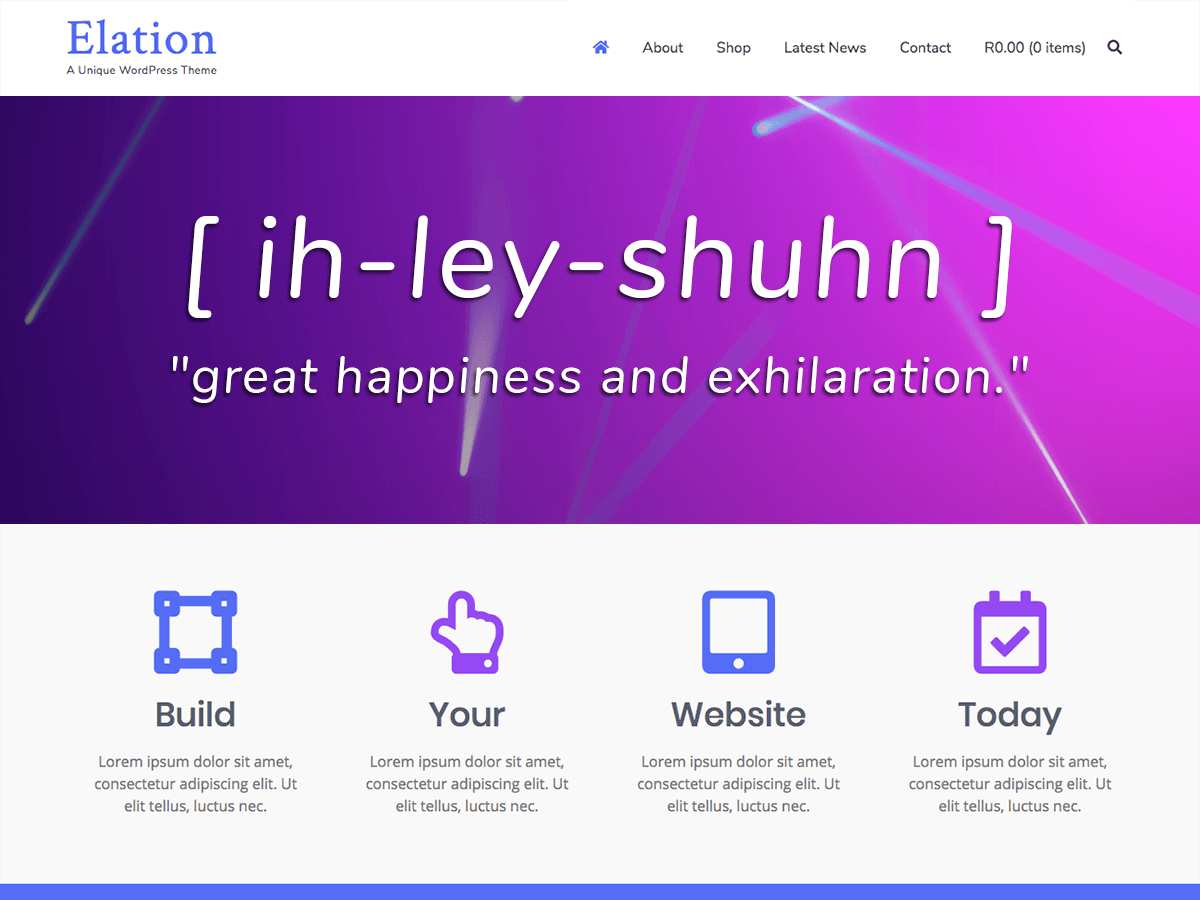 Elation
A Unique WordPress Theme
About Shop Latest News Contact R0.00 (0 items)
[ ih-ley-shuhn ]
"great happiness and exhilaration."
Build
Lorem ipsum dolor sit amet,
consectetur adipiscing elit. Ut
elit tellus, luctus nec.
Your
Lorem ipsum dolor sit amet,
consectetur adipiscing elit. Ut
elit tellus, luctus nec.
Website
Lorem ipsum dolor sit amet,
consectetur adipiscing elit. Ut
elit tellus, luctus nec.
Today
Lorem ipsum dolor sit amet,
consectetur adipiscing elit. Ut
elit tellus, luctus nec.